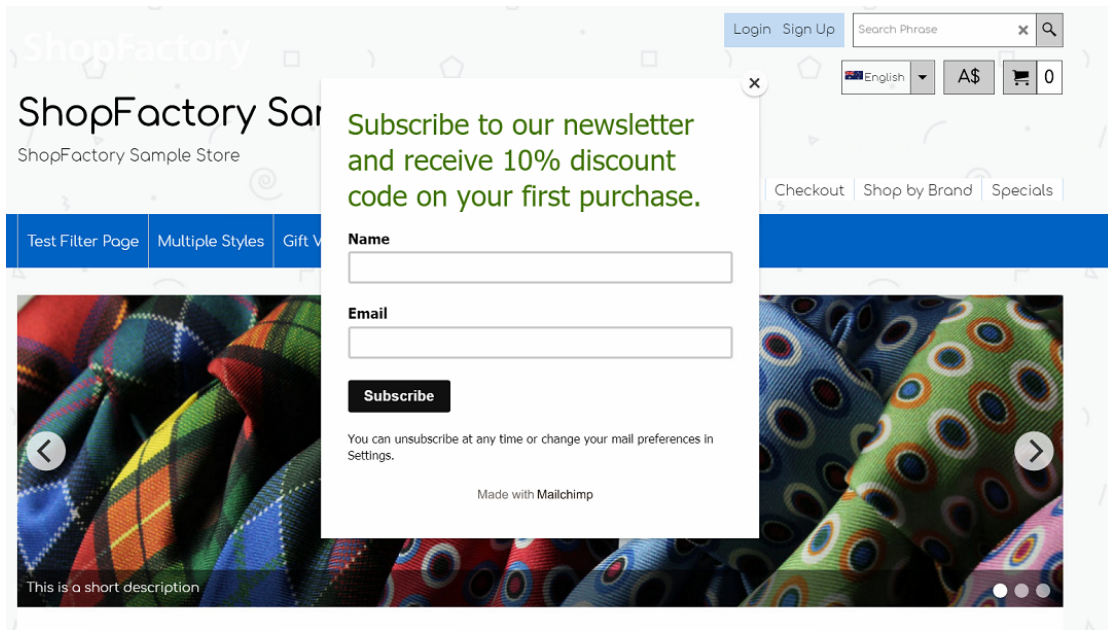 Login Sign Up
Search Phrase
ShopFactory
English
A$
0
ShopFactory Sam
ShopFactory Sample Store
Checkout
Shop by Brand
Specials
Test Filter Page
Multiple Styles
Gift V
Subscribe to our newsletter
and receive 10% discount
code on your first purchase.
Name
Email
Subscribe
You can unsubscribe at any time or change your mail preferences in
Settings.
Made with Mailchimp
This is a short description